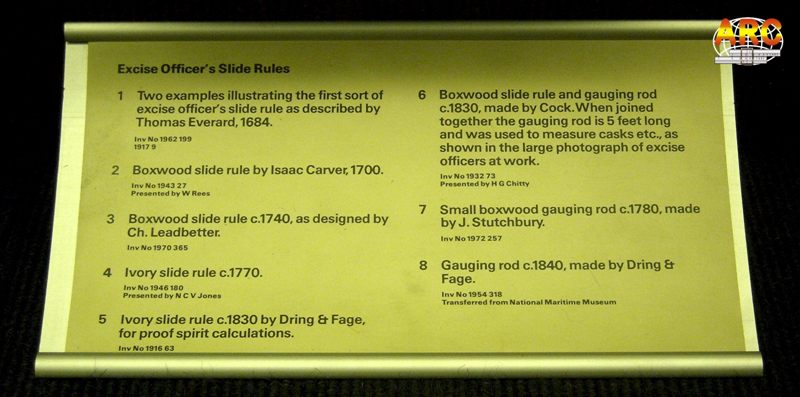 ARC
Excise Officer's Slide Rules
1 Two examples illustrating the first sort of
excise officer's slide rule as described by
Thomas Everard, 1684.
Inv No 1962 199
1917 9
2 Boxwood slide rule by Isaac Carver, 1700.
Inv No 1943 27
Presented by W Rees
3 Boxwood slide rule c.1740, as designed by
Ch. Leadbetter.
Inv No 1970 365
4 Ivory slide rule c.1770.
Inv No 1946 180
Presented by N C V Jones
5 Ivory slide rule c.1830 by Dring & Fage,
for proof spirit calculations.
Inv No 1916 63
6 Boxwood slide rule and gauging rod
c.1830, made by Cock. When joined
together the gauging rod is 5 feet long
and was used to measure casks etc., as
shown in the large photograph of excise
officers at work.
Inv No 1932 73
Presented by H G Chitty
7 Small boxwood gauging rod c.1780, made
by J. Stutchbury.
Inv No 1972 257
8 Gauging rod c.1840, made by Dring &
Fage.
Inv No 1954 318
Transferred from National Maritime Museum